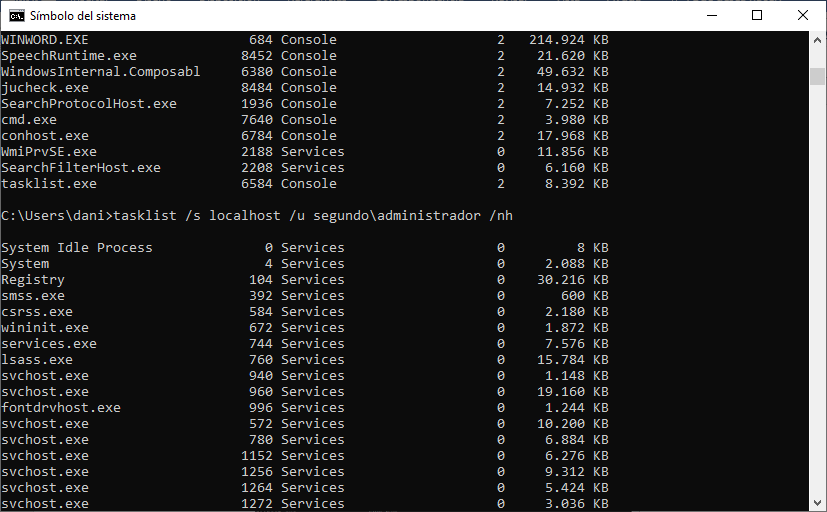 Símbolo del sistema
WINWORD.EXE 684 Console 2 214.924 KB
SpeechRuntime.exe 8452 Console 2 21.620 KB
WindowsInternal.Composabl 6380 Console 2 49.632 KB
jucheck.exe 8484 Console 2 14.932 KB
SearchProtocolHost.exe 1936 Console 2 7.252 KB
cmd.exe 7640 Console 2 3.980 KB
conhost.exe 6784 Console 2 17.968 KB
WmiPrvSE.exe 2188 Services 0 11.856 KB
SearchFilterHost.exe 2208 Services 0 6.160 KB
tasklist.exe 6584 Console 2 8.392 KB
C:\Users\dani>tasklist /s localhost /u segundo\administrador /nh
System Idle Process 0 Services 0 8 KB
System 4 Services 0 2.088 KB
Registry 104 Services 0 30.216 KB
smss.exe 392 Services 0 600 KB
csrss.exe 584 Services 0 2.180 KB
wininit.exe 672 Services 0 1.872 KB
services.exe 744 Services 0 7.576 KB
lsass.exe 760 Services 0 15.784 KB
svchost.exe 940 Services 0 1.148 KB
svchost.exe 960 Services 0 19.160 KB
fontdrvhost.exe 996 Services 0 1.244 KB
svchost.exe 572 Services 0 10.200 KB
svchost.exe 780 Services 0 6.884 KB
svchost.exe 1152 Services 0 6.276 KB
svchost.exe 1256 Services 0 9.312 KB
svchost.exe 1264 Services 0 5.424 KB
svchost.exe 1272 Services 0 3.036 KB